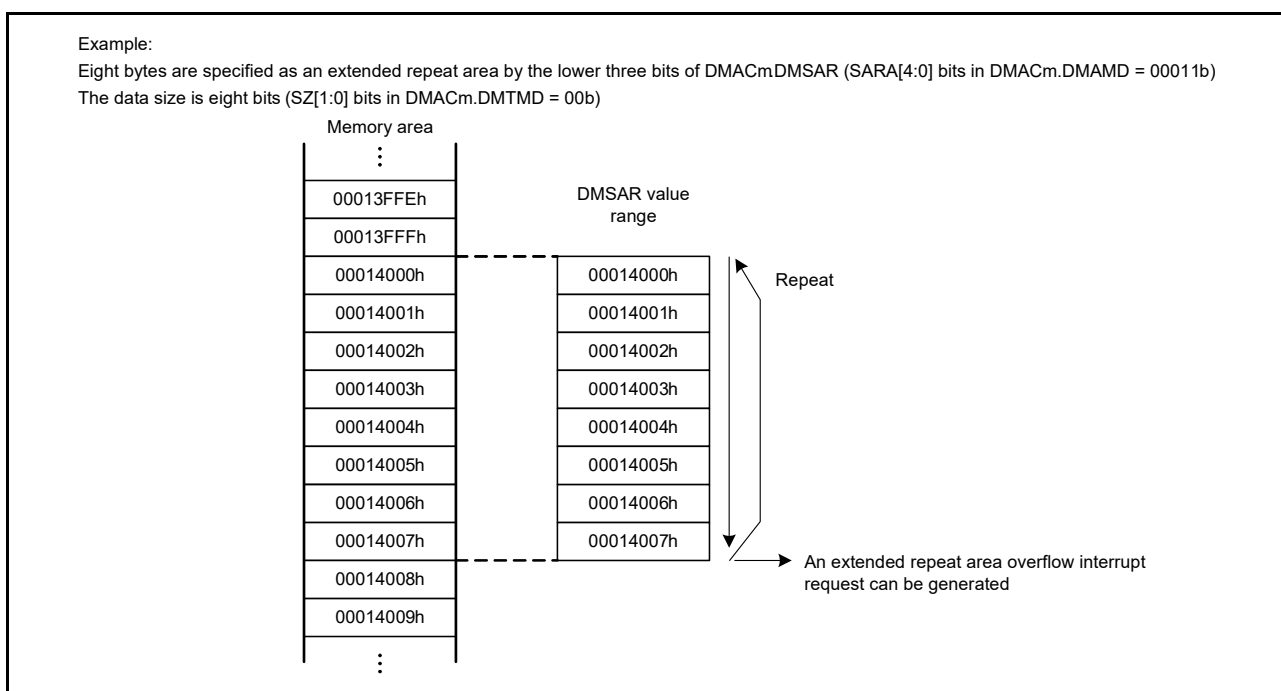 Example:
Eight bytes are specified as an extended repeat area by the lower three bits of DMACm.DMSAR (SARA[4:0] bits in DMACm.DMAMD = 00011b)
The data size is eight bits (SZ[1:0] bits in DMACm.DMTMD = 00b)
Memory area
⋮
00013FFEh
00013FFFh
00014000h
00014001h
00014002h
00014003h
00014004h
00014005h
00014006h
00014007h
00014008h
00014009h
⋮
DMSAR value
range
00014000h
00014001h
00014002h
00014003h
00014004h
00014005h
00014006h
00014007h
Repeat
An extended repeat area overflow interrupt
request can be generated